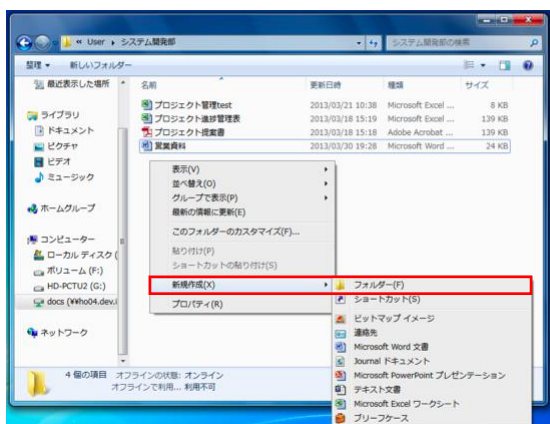 « User ▸ システム開発部
システム開発部の検索
整理 ▼ 新しいフォルダー
名前 更新日時 種類 サイズ
プロジェクト管理test 2013/03/21 10:38 Microsoft Excel ... 8 KB
プロジェクト進捗管理表 2013/03/18 15:19 Microsoft Excel ... 139 KB
プロジェクト提案書 2013/03/18 15:18 Adobe Acrobat ... 139 KB
営業資料 2013/03/30 19:28 Microsoft Word ... 24 KB
最近表示した場所
ライブラリ
ドキュメント
ピクチャ
ビデオ
ミュージック
ホームグループ
コンピューター
ローカル ディスク (
ボリューム (F:)
HD-PCTU2 (G:)
docs (¥¥ho04.dev.i
ネットワーク
表示(V)
並べ替え(O)
グループで表示(P)
最新の情報に更新(E)
このフォルダーのカスタマイズ(F)...
貼り付け(P)
ショートカットの貼り付け(S)
新規作成(X)
プロパティ(R)
フォルダー(F)
ショートカット(S)
ビットマップ イメージ
連絡先
Microsoft Word 文書
Journal ドキュメント
Microsoft PowerPoint プレゼンテーション
テキスト文書
Microsoft Excel ワークシート
ブリーフケース
4 個の項目 オフラインの状態: オンライン
オフラインで利用... 利用不可